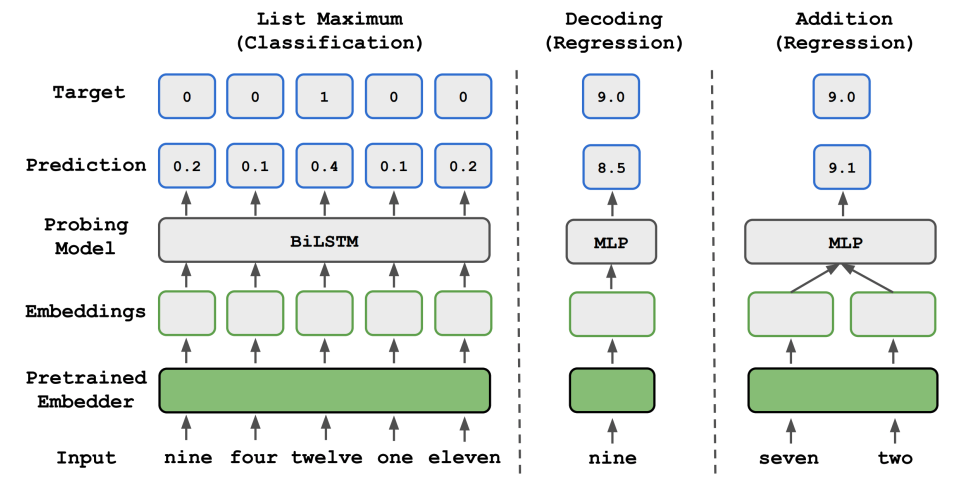 List Maximum
(Classification)
Decoding
(Regression)
Addition
(Regression)
Target
0 0 1 0 0
9.0
9.0
Prediction
0.2 0.1 0.4 0.1 0.2
8.5
9.1
Probing
Model
BiLSTM
MLP
MLP
Embeddings
Pretrained
Embedder
Input
nine four twelve one eleven
nine
seven two